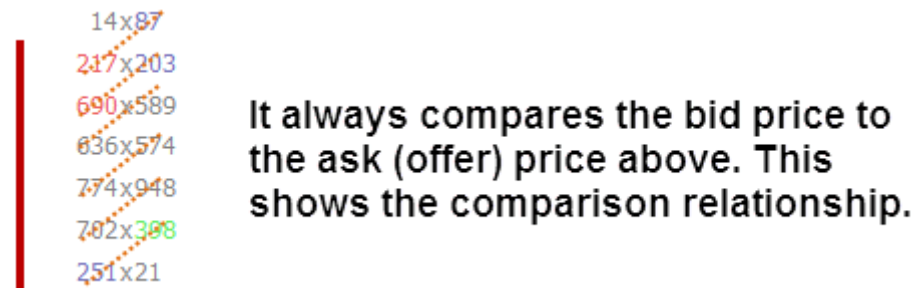 14x87
217x203
690x589
636x574
774x948
702x398
251x21
It always compares the bid price to
the ask (offer) price above. This
shows the comparison relationship.